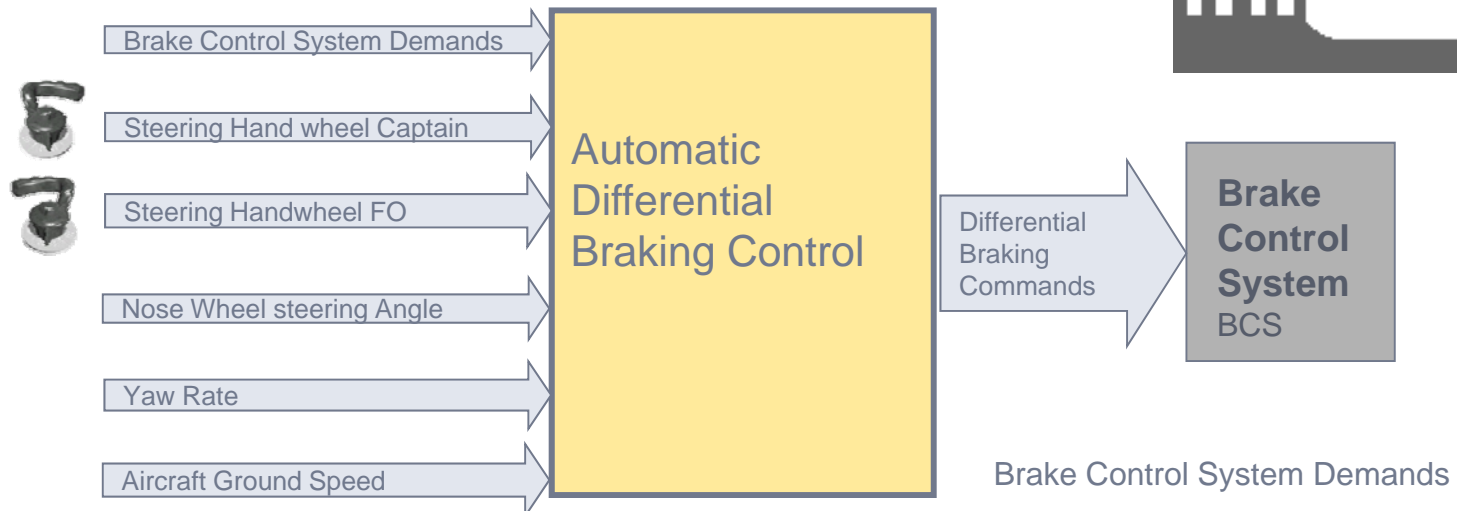 Brake Control System Demands
Steering Hand wheel Captain
Steering Handwheel FO
Nose Wheel steering Angle
Yaw Rate
Aircraft Ground Speed
Automatic
Differential
Braking Control
Differential
Braking
Commands
Brake
Control
System
BCS
Brake Control System Demands